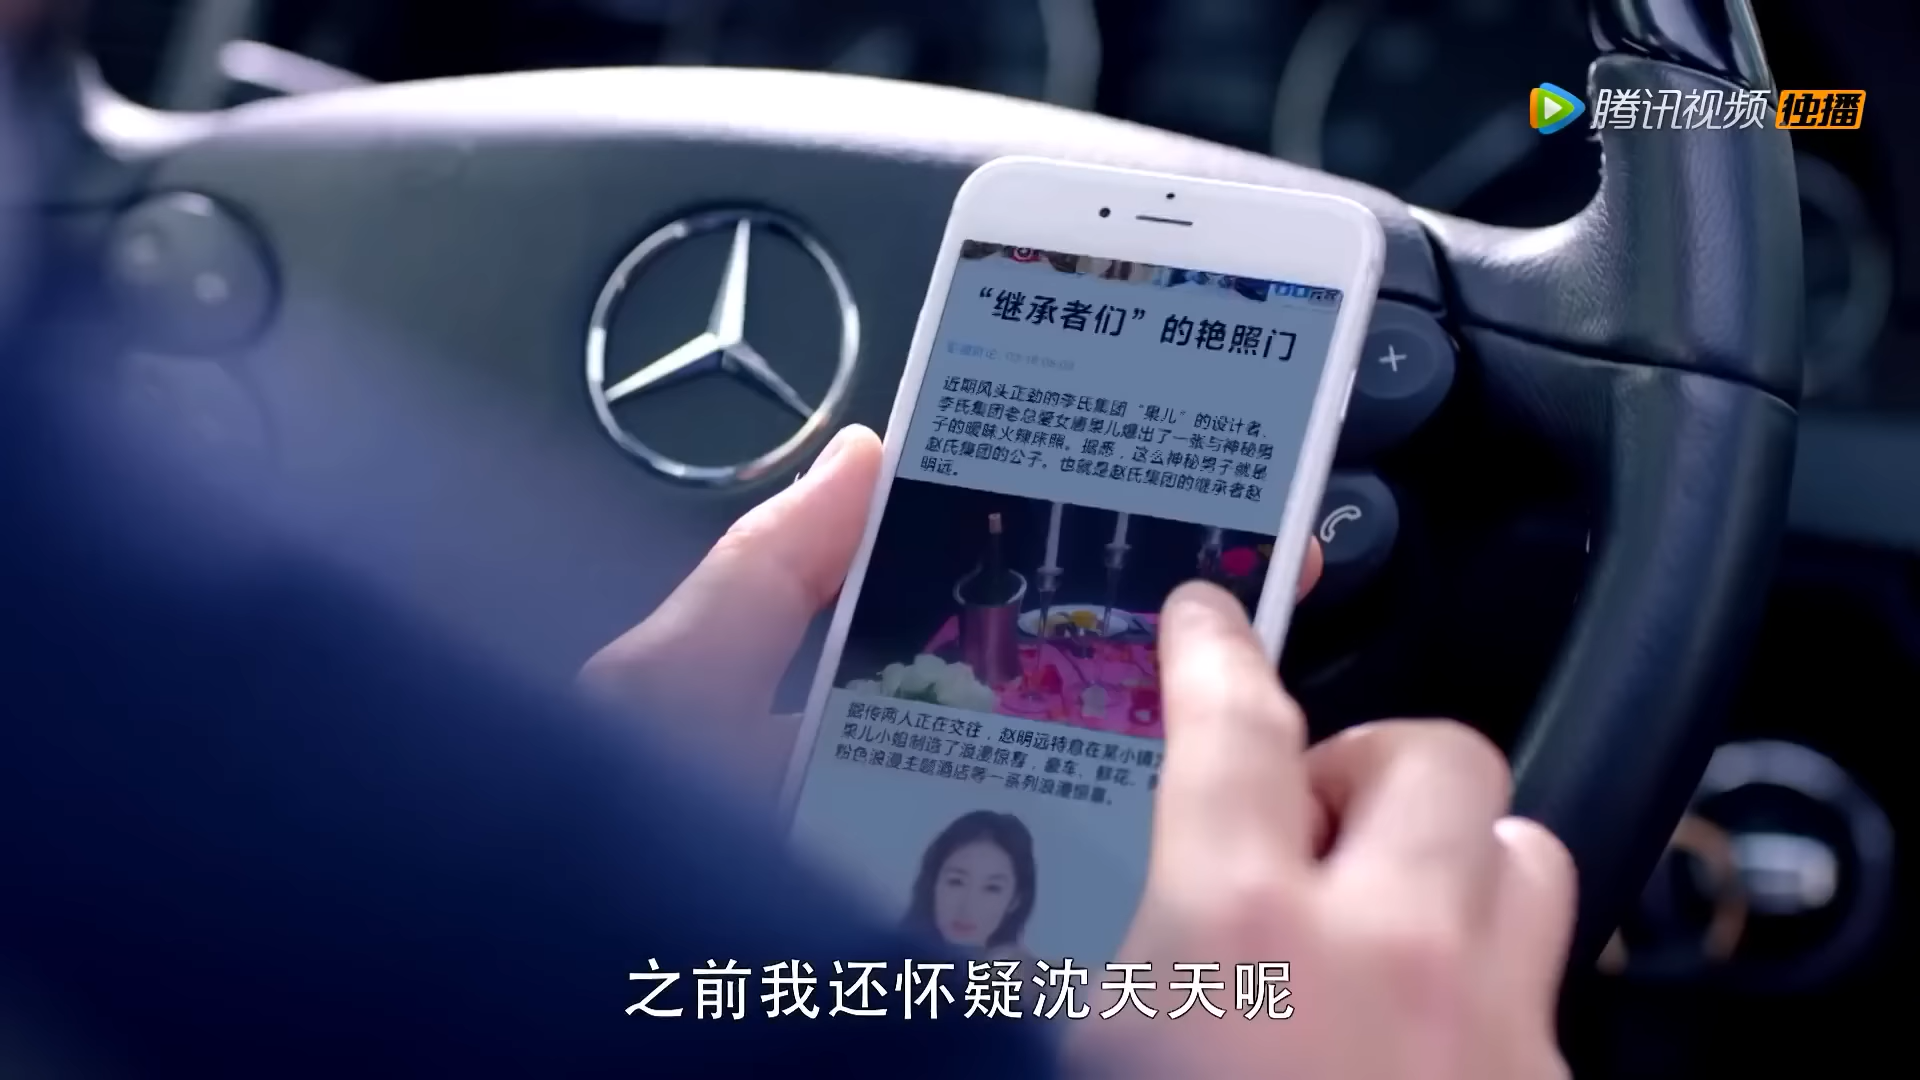 腾讯视频 独播
“继承者们”的艳照门
近期风头正劲的李氏集团“果儿”的设计者、
李氏集团老总爱女唐果儿爆出了一张与神秘男
子的暧昧火辣床照。据悉，这么神秘男子就是
赵氏集团的公子。也就是赵氏集团的继承者赵
明远。
据传两人正在交往，赵明远特意在某小镇
果儿小姐制造了浪漫惊喜，豪车、鲜花、
粉色浪漫主题酒店等一系列浪漫惊喜。
之前我还怀疑沈天天呢